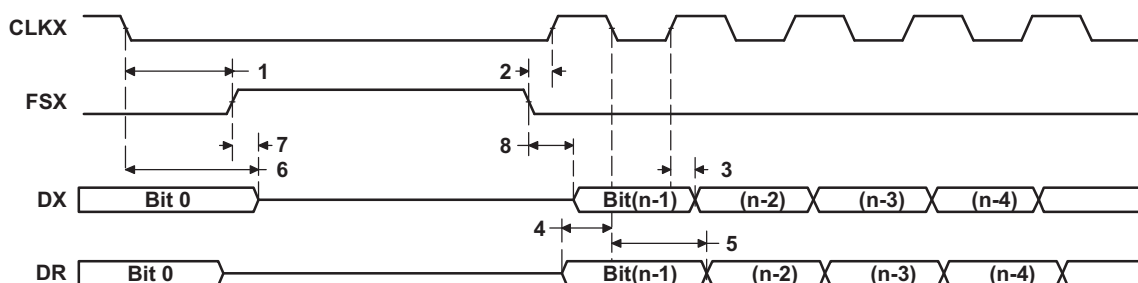 CLKX
1
2
FSX
7
8
6
3
DX
Bit 0
Bit(n-1)
(n-2)
(n-3)
(n-4)
4
5
DR
Bit 0
Bit(n-1)
(n-2)
(n-3)
(n-4)